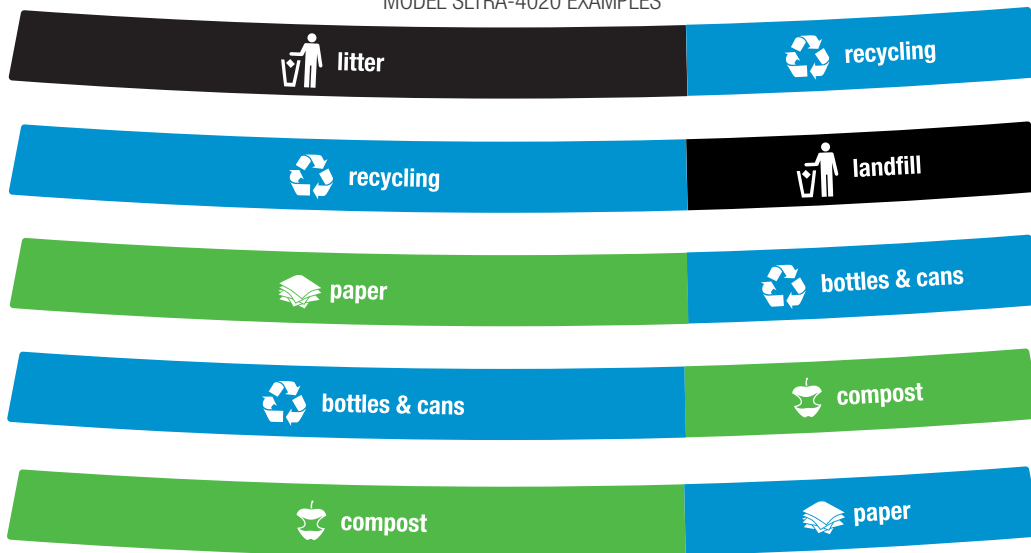 MODEL SLTRA-4020 EXAMPLES
litter recycling
recycling landfill
paper bottles & cans
bottles & cans compost
compost paper